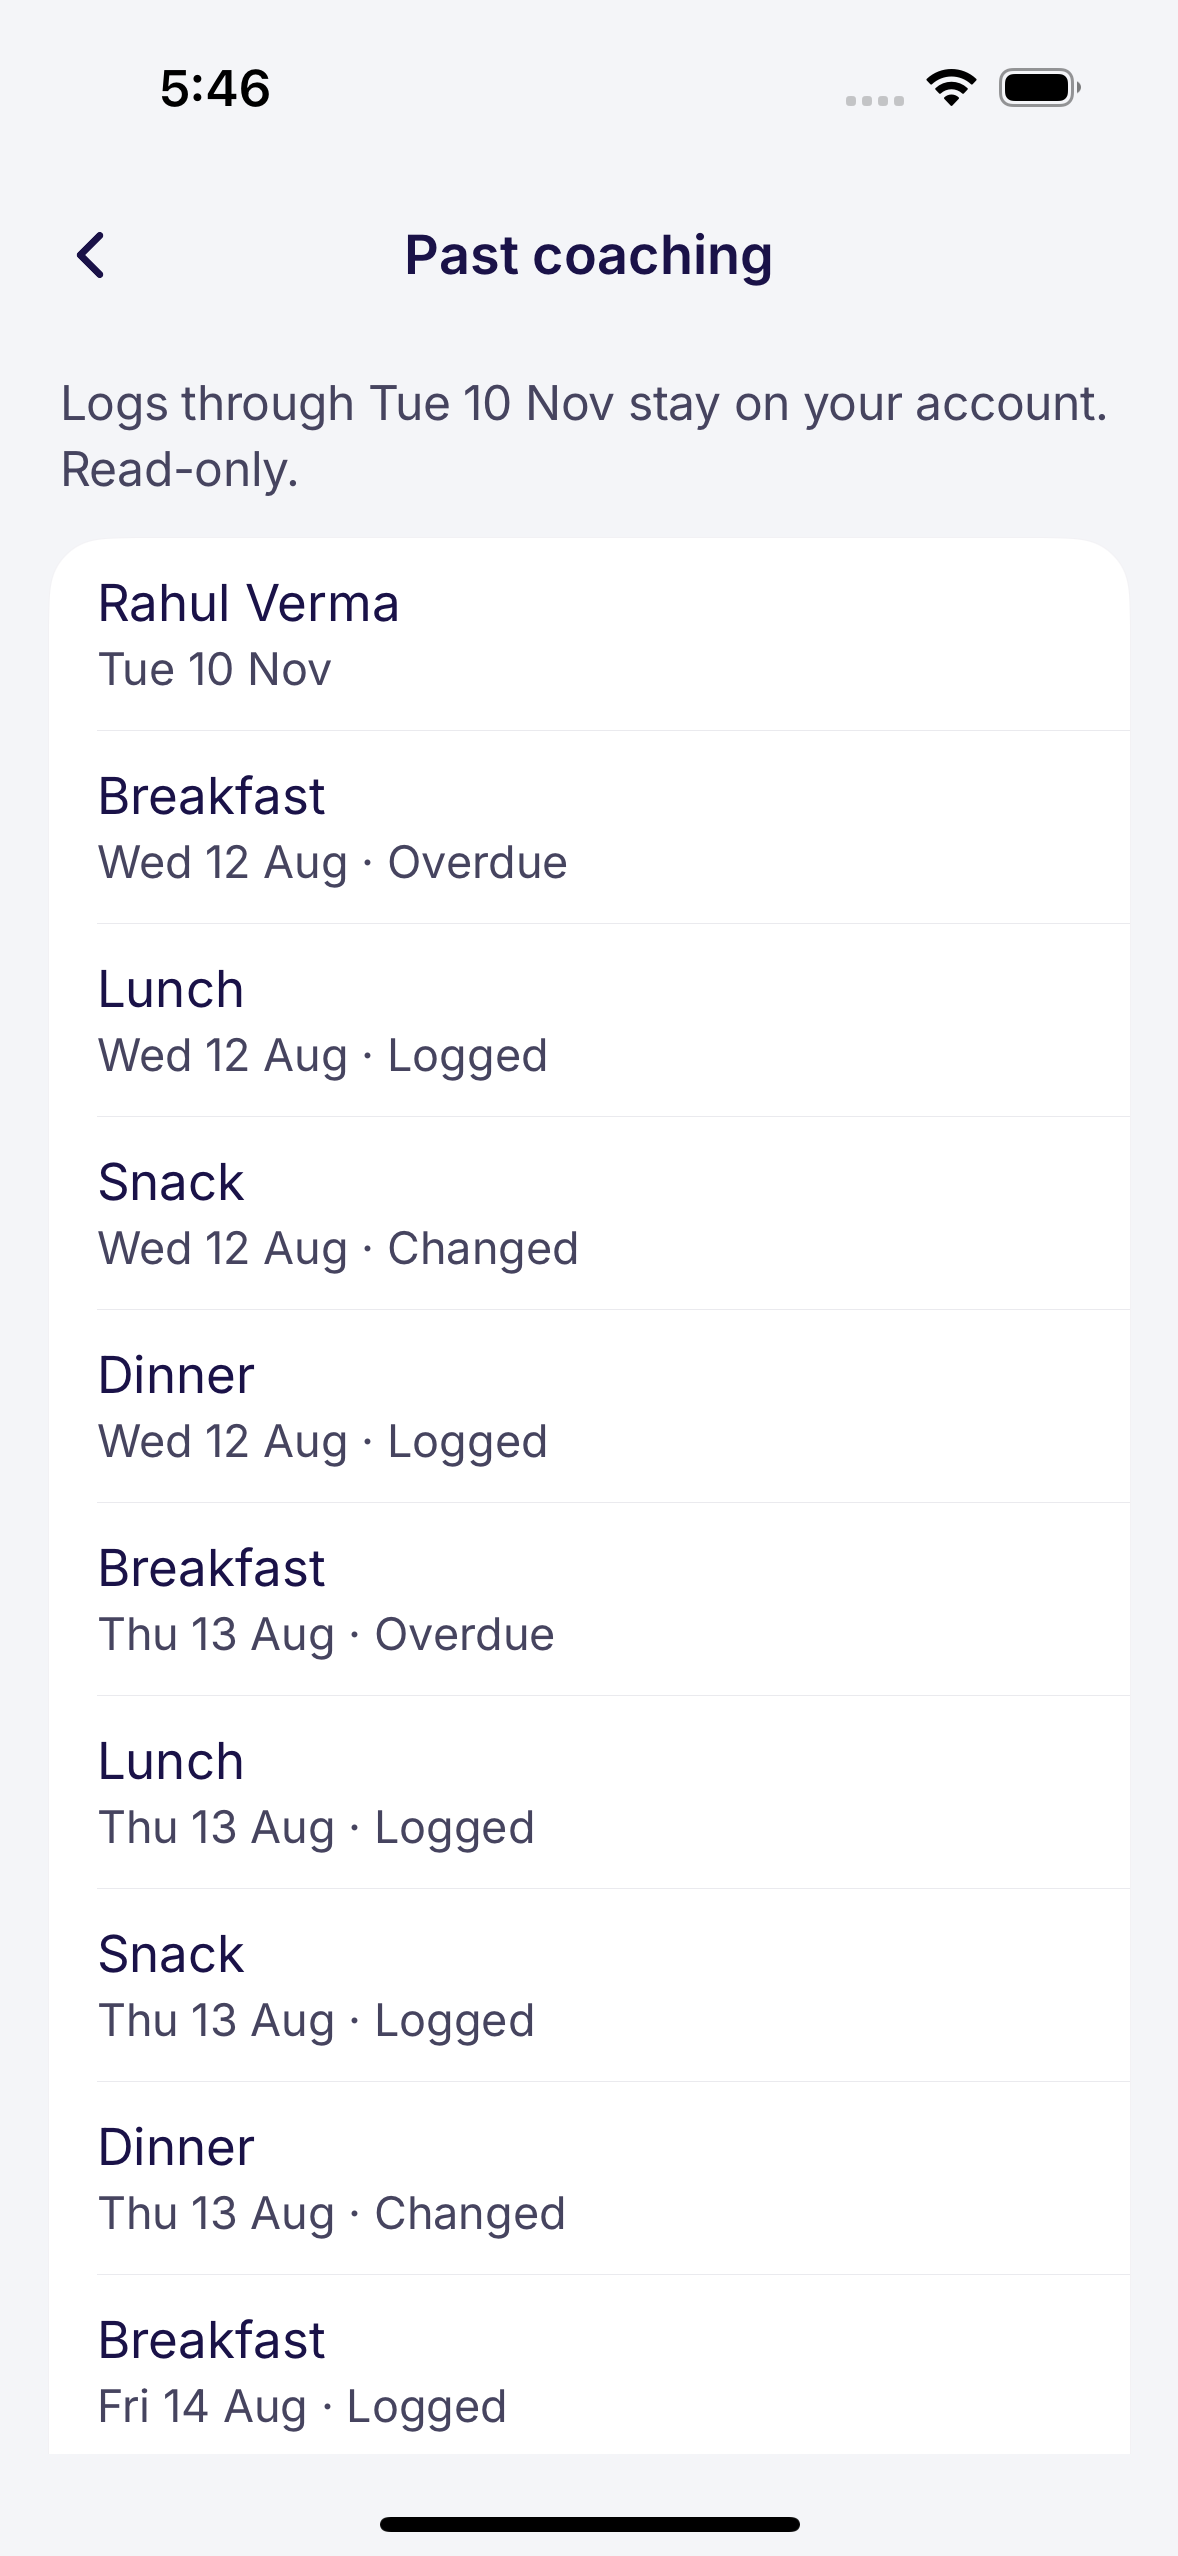 5:46
Past coaching
Logs through Tue 10 Nov stay on your account.
Read-only.
Rahul Verma
Tue 10 Nov
Breakfast
Wed 12 Aug · Overdue
Lunch
Wed 12 Aug · Logged
Snack
Wed 12 Aug · Changed
Dinner
Wed 12 Aug · Logged
Breakfast
Thu 13 Aug · Overdue
Lunch
Thu 13 Aug · Logged
Snack
Thu 13 Aug · Logged
Dinner
Thu 13 Aug · Changed
Breakfast
Fri 14 Aug · Logged